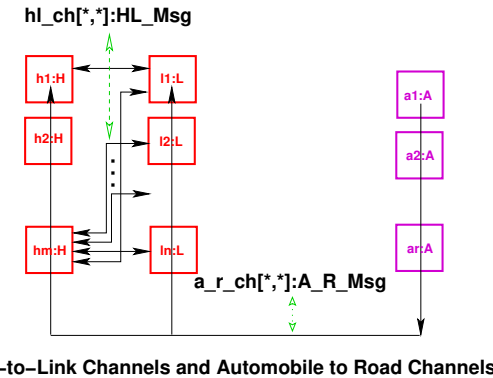 hl_ch[*,*]:HL_Msg
h1:H
l1:L
a1:A
h2:H
l2:L
a2:A
hm:H
ln:L
ar:A
a_r_ch[*,*]:A_R_Msg
-to-Link Channels and Automobile to Road Channels